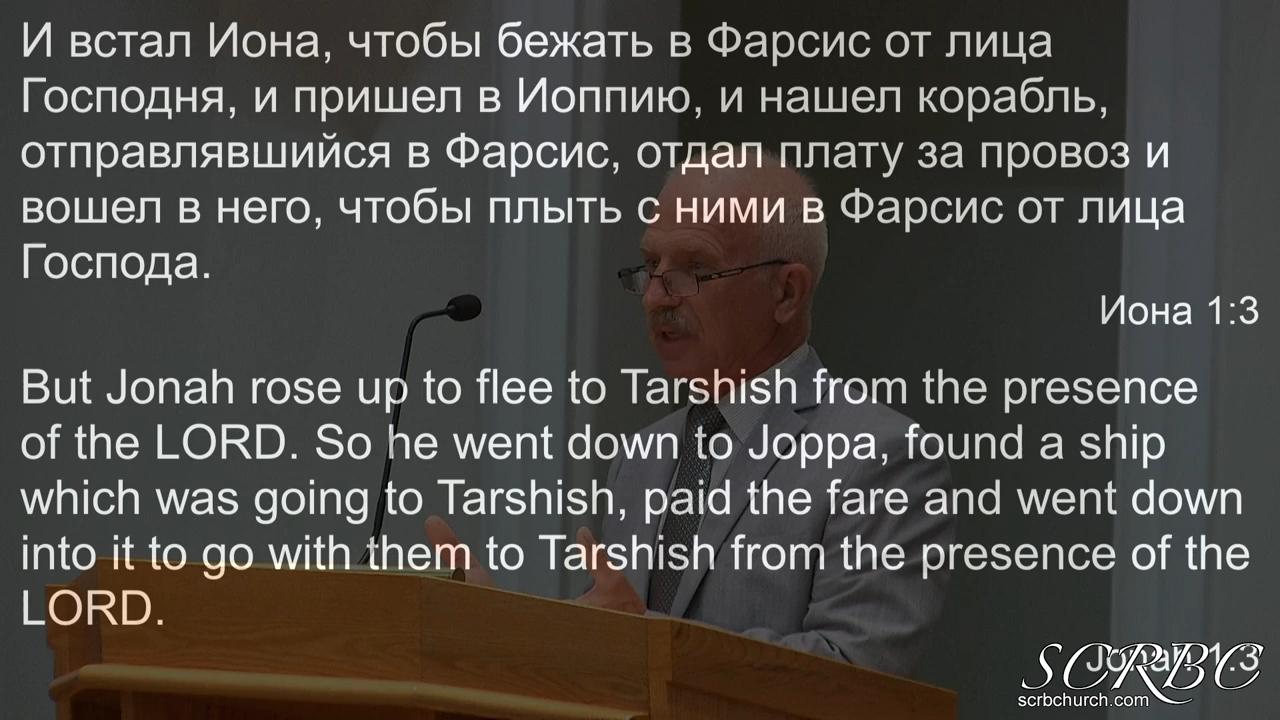 И встал Иона, чтобы бежать в Фарсис от лица
Господня, и пришел в Иоппию, и нашел корабль,
отправлявшийся в Фарсис, отдал плату за провоз и
вошел в него, чтобы плыть с ними в Фарсис от лица
Господа.
Иона 1:3
But Jonah rose up to flee to Tarshish from the presence
of the LORD. So he went down to Joppa, found a ship
which was going to Tarshish, paid the fare and went down
into it to go with them to Tarshish from the presence of the
LORD.
Jonah 1:3
SCRBC
scrbchurch.com